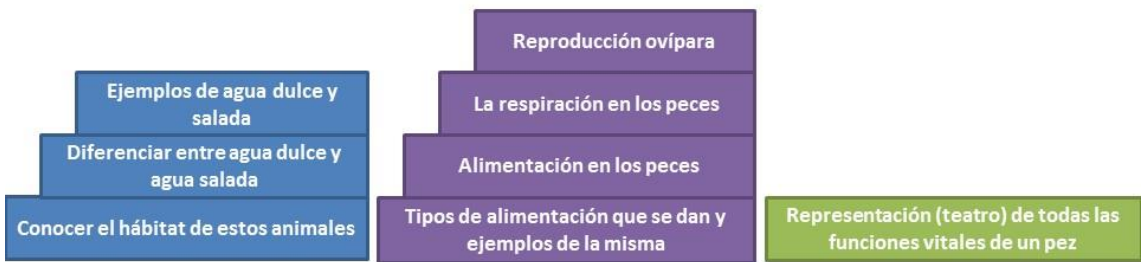 Ejemplos de agua dulce y
salada
Diferenciar entre agua dulce y
agua salada
Conocer el hábitat de estos animales
Reproducción ovípara
La respiración en los peces
Alimentación en los peces
Tipos de alimentación que se dan y
ejemplos de la misma
Representación (teatro) de todas las
funciones vitales de un pez